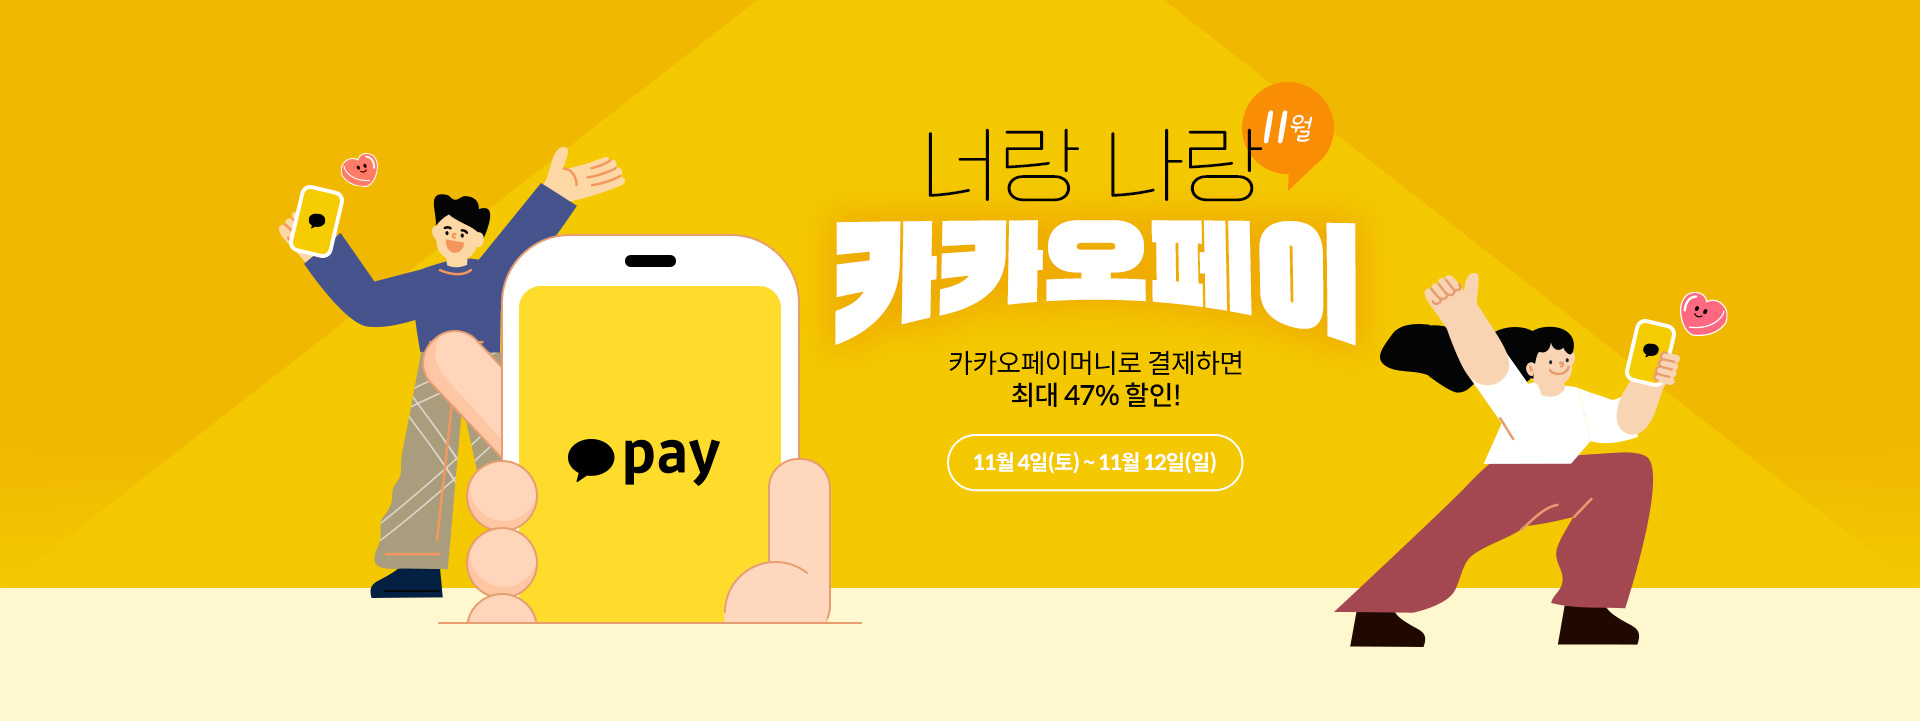 11월
너랑 나랑
카카오페이
카카오페이머니로 결제하면
최대 47% 할인!
11월 4일(토) ~ 11월 12일(일)
pay